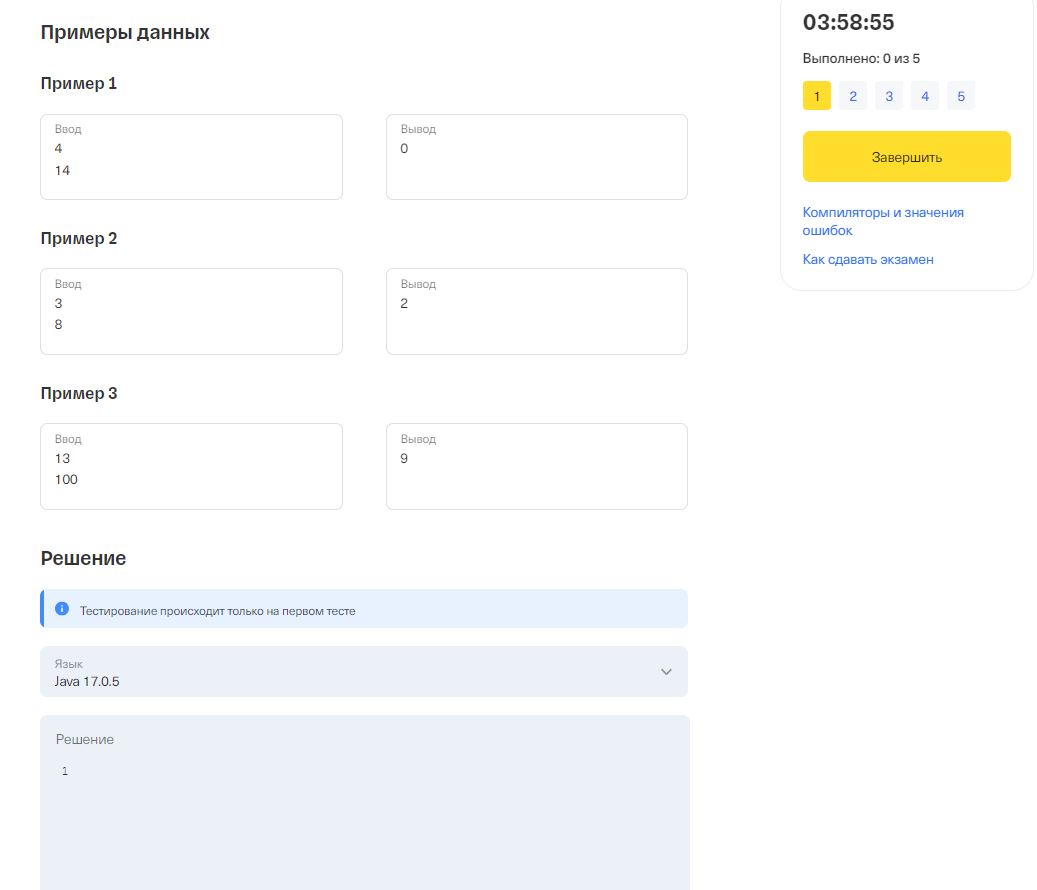 Примеры данных
03:58:55
Выполнено: 0 из 5
1 2 3 4 5
Завершить
Компиляторы и значения
ошибок
Как сдавать экзамен
Пример 1
Ввод
4
14
Вывод
0
Пример 2
Ввод
3
8
Вывод
2
Пример 3
Ввод
13
100
Вывод
9
Решение
Тестирование происходит только на первом тесте
Язык
Java 17.0.5
Решение
1